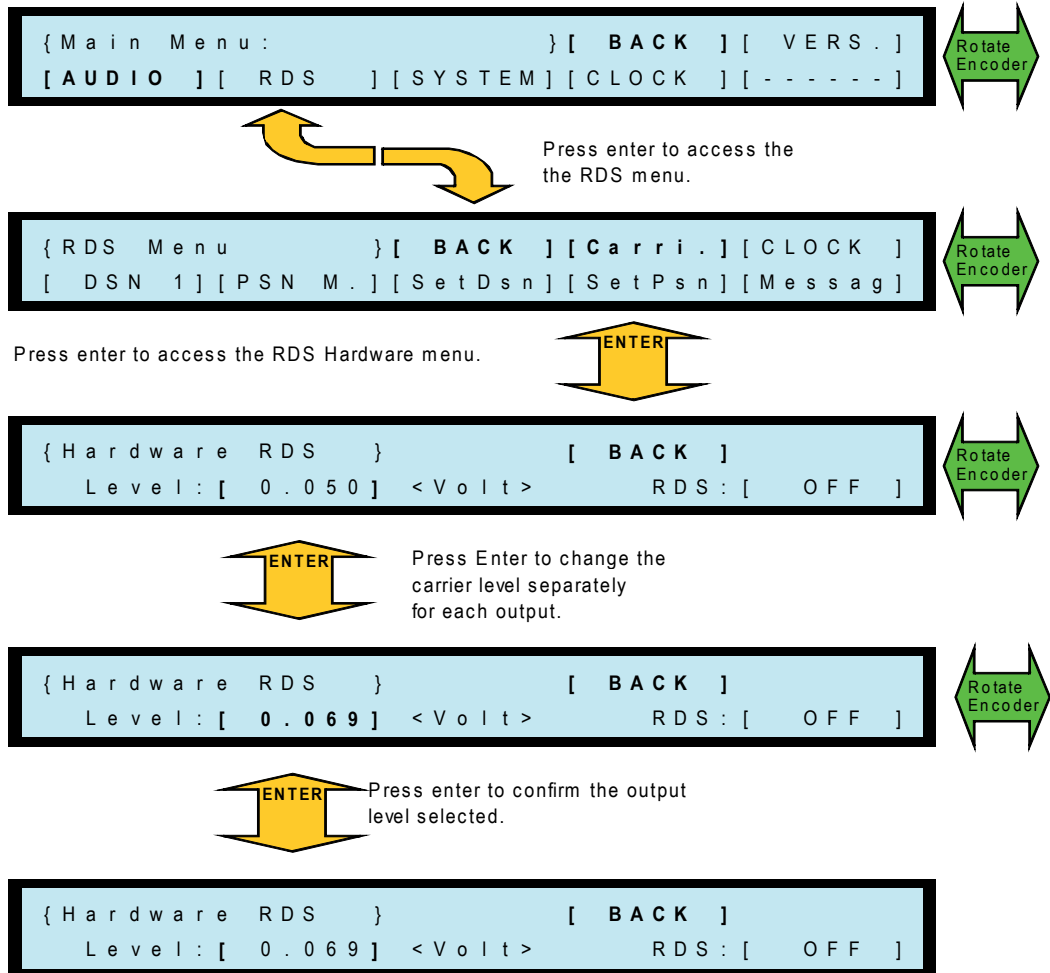 {Main Menu: }[ BACK ][ VERS.]
[AUDIO ][ RDS ][SYSTEM][CLOCK ][------]
Rotate
Encoder
Press enter to access the
the RDS menu.
{RDS Menu }[ BACK ][Carri.][CLOCK ]
[ DSN 1][PSN M.][SetDsn][SetPsn][Messag]
Rotate
Encoder
Press enter to access the RDS Hardware menu.
ENTER
{Hardware RDS } [ BACK ]
Level:[ 0.050] <Volt> RDS:[ OFF ]
Rotate
Encoder
ENTER
Press Enter to change the
carrier level separately
for each output.
{Hardware RDS } [ BACK ]
Level:[ 0.069] <Volt> RDS:[ OFF ]
Rotate
Encoder
ENTER
Press enter to confirm the output
level selected.
{Hardware RDS } [ BACK ]
Level:[ 0.069] <Volt> RDS:[ OFF ]